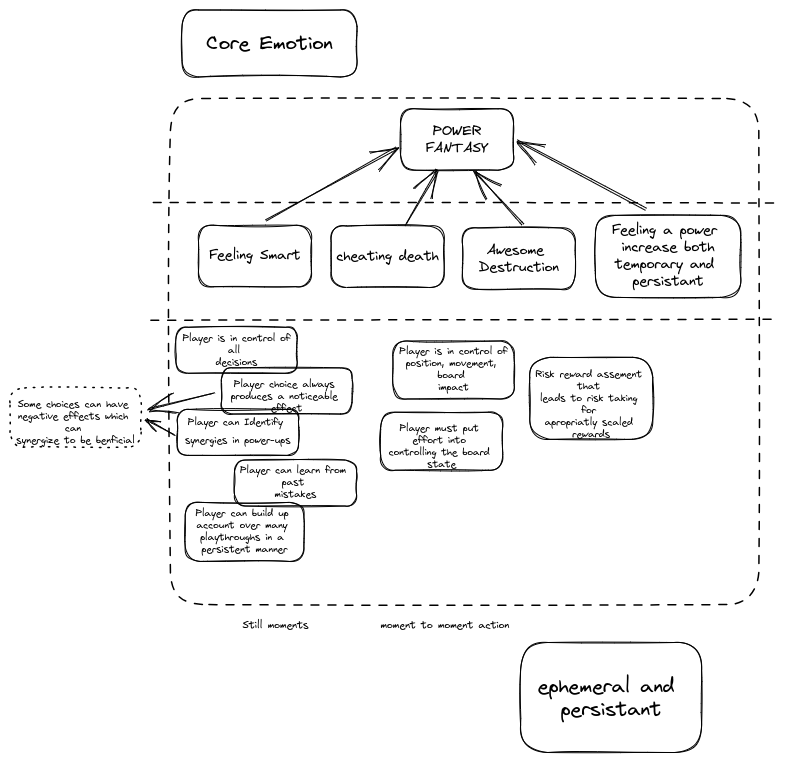 Core Emotion
POWER
FANTASY
Feeling Smart
cheating death
Awesome
Destruction
Feeling a power
increase both
temporary and
persistant
Player is in control of
all
decisions
Player choice always
produces a noticeable
effest
Some choices can have
negative effects which
can
synergize to be benficial
Player can Identify
synergies in power-ups
Player can learn from
past
mistakes
Player can build up
account over many
playthroughs in a
persistent manner
Player is in control of
position, movement,
board
impact
Player must put
effort into
controlling the board
state
Risk reward assement
that
leads to risk taking
for
apropriatly scaled
rewards
Still moments
moment to moment action
ephemeral and
persistant